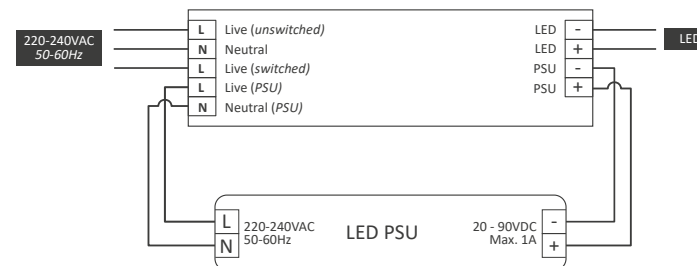 220-240VAC
50-60Hz
L Live (unswitched)
N Neutral
L Live (switched)
L Live (PSU)
N Neutral (PSU)
LED -
LED +
PSU -
PSU +
LED
L
N
220-240VAC
50-60Hz
LED PSU
20 - 90VDC
Max. 1A
-
+